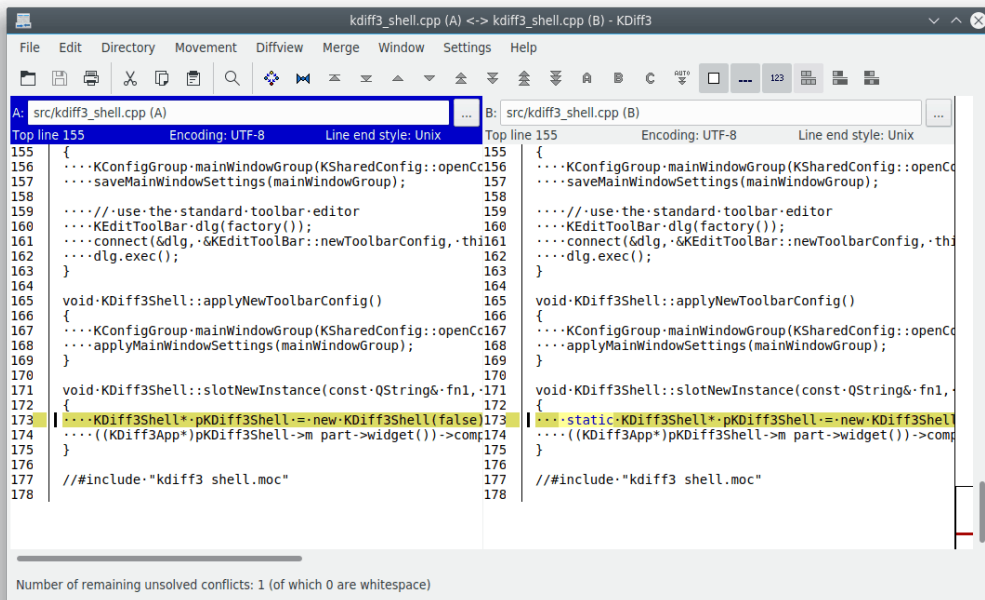 kdiff3_shell.cpp (A) <-> kdiff3_shell.cpp (B) - KDiff3
File Edit Directory Movement Diffview Merge Window Settings Help
A B C AUTO 123
A: src/kdiff3_shell.cpp (A) ...
Top line 155 Encoding: UTF-8 Line end style: Unix
155 {
156 ····KConfigGroup·mainWindowGroup(KSharedConfig::openCo
157 ····saveMainWindowSettings(mainWindowGroup);
158
159 ····//·use·the·standard·toolbar·editor
160 ····KEditToolBar·dlg(factory());
161 ····connect(&dlg,·&KEditToolBar::newToolbarConfig,·thi
162 ····dlg.exec();
163 }
164
165 void·KDiff3Shell::applyNewToolbarConfig()
166 {
167 ····KConfigGroup·mainWindowGroup(KSharedConfig::openCo
168 ····applyMainWindowSettings(mainWindowGroup);
169 }
170
171 void·KDiff3Shell::slotNewInstance(const·QString&·fn1,·
172 {
173 ····KDiff3Shell*·pKDiff3Shell·=·new·KDiff3Shell(false)
174 ····((KDiff3App*)pKDiff3Shell->m part->widget())->comp
175 }
176
177 //#include·"kdiff3 shell.moc"
178
B: src/kdiff3_shell.cpp (B) ...
Top line 155 Encoding: UTF-8 Line end style: Unix
155 {
156 ····KConfigGroup·mainWindowGroup(KSharedConfig::openCo
157 ····saveMainWindowSettings(mainWindowGroup);
158
159 ····//·use·the·standard·toolbar·editor
160 ····KEditToolBar·dlg(factory());
161 ····connect(&dlg,·&KEditToolBar::newToolbarConfig,·thi
162 ····dlg.exec();
163 }
164
165 void·KDiff3Shell::applyNewToolbarConfig()
166 {
167 ····KConfigGroup·mainWindowGroup(KSharedConfig::openCo
168 ····applyMainWindowSettings(mainWindowGroup);
169 }
170
171 void·KDiff3Shell::slotNewInstance(const·QString&·fn1,·
172 {
173 ····static·KDiff3Shell*·pKDiff3Shell·=·new·KDiff3Shell
174 ····((KDiff3App*)pKDiff3Shell->m part->widget())->comp
175 }
176
177 //#include·"kdiff3 shell.moc"
178
Number of remaining unsolved conflicts: 1 (of which 0 are whitespace)